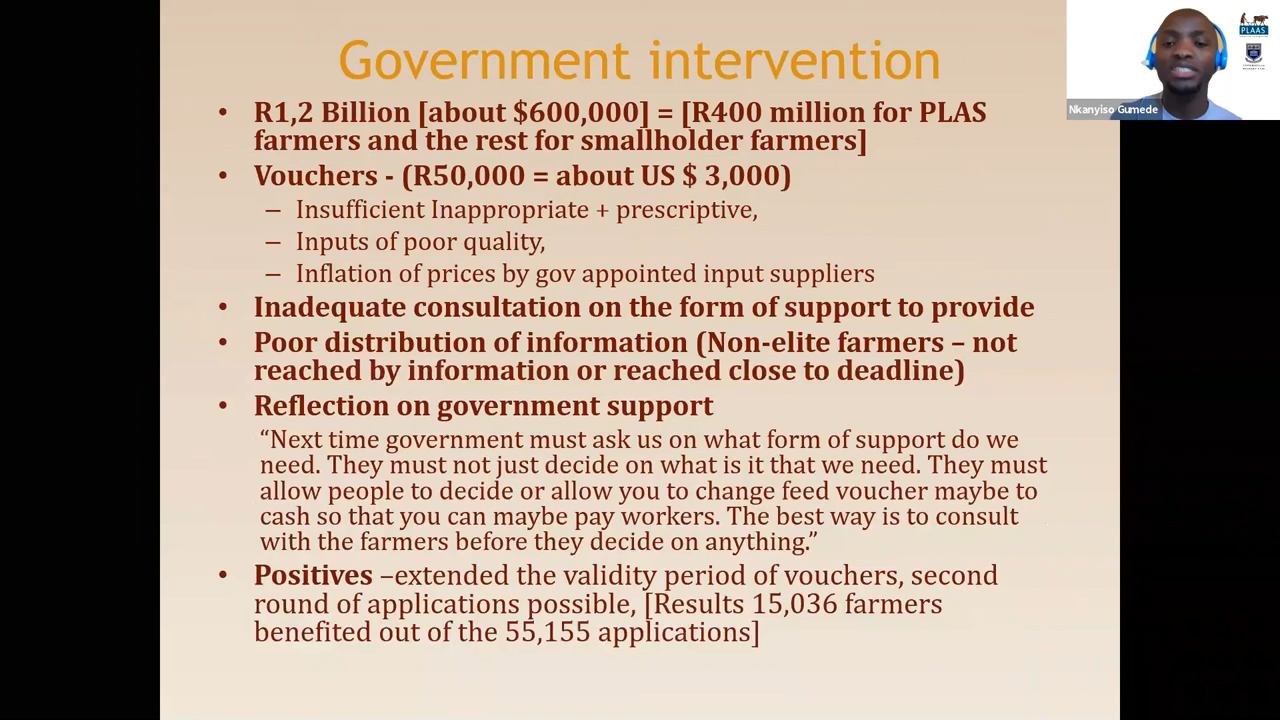 Government intervention
• R1,2 Billion [about $600,000] = [R400 million for PLAS
farmers and the rest for smallholder farmers]
• Vouchers - (R50,000 = about US $ 3,000)
– Insufficient Inappropriate + prescriptive,
– Inputs of poor quality,
– Inflation of prices by gov appointed input suppliers
• Inadequate consultation on the form of support to provide
• Poor distribution of information (Non-elite farmers – not
reached by information or reached close to deadline)
• Reflection on government support
“Next time government must ask us on what form of support do we
need. They must not just decide on what is it that we need. They must
allow people to decide or allow you to change feed voucher maybe to
cash so that you can maybe pay workers. The best way is to consult
with the farmers before they decide on anything.”
• Positives –extended the validity period of vouchers, second
round of applications possible, [Results 15,036 farmers
benefited out of the 55,155 applications]
Nkanyiso Gumede
PLAAS